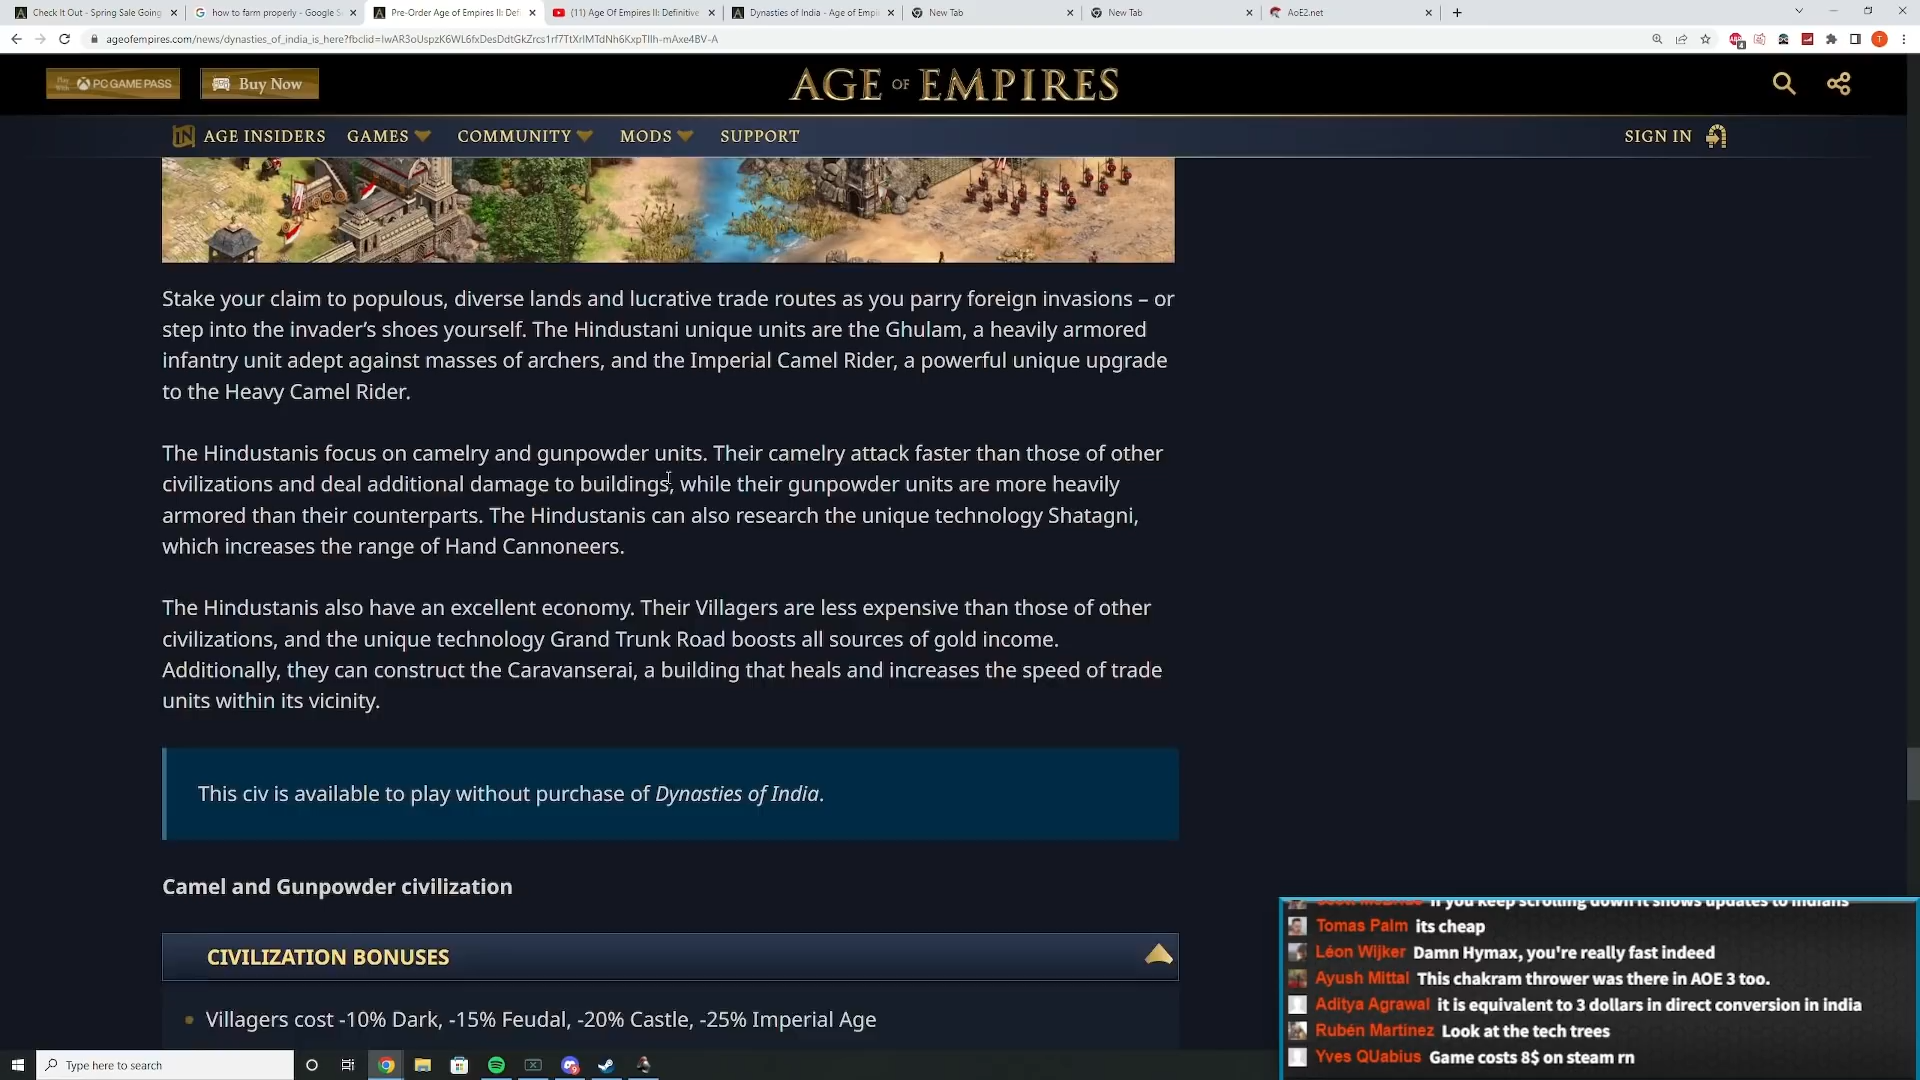 Check It Out - Spring Sale Going
how to farm properly - Google S
Pre-Order Age of Empires II: Defi
(11) Age Of Empires II: Definitive
Dynasties of India - Age of Empi
New Tab
New Tab
AoE2.net
ageofempires.com/news/dynasties_of_india_is_here?fbclid=
PC GAME PASS
Buy Now
AGE OF EMPIRES
AGE INSIDERS
GAMES
COMMUNITY
MODS
SUPPORT
SIGN IN
Stake your claim to populous, diverse lands and lucrative trade routes as you parry foreign invasions – or
step into the invader’s shoes yourself. The Hindustani unique units are the Ghulam, a heavily armored
infantry unit adept against masses of archers, and the Imperial Camel Rider, a powerful unique upgrade
to the Heavy Camel Rider.
The Hindustanis focus on camelry and gunpowder units. Their camelry attack faster than those of other
civilizations and deal additional damage to buildings, while their gunpowder units are more heavily
armored than their counterparts. The Hindustanis can also research the unique technology Shatagni,
which increases the range of Hand Cannoneers.
The Hindustanis also have an excellent economy. Their Villagers are less expensive than those of other
civilizations, and the unique technology Grand Trunk Road boosts all sources of gold income.
Additionally, they can construct the Caravanserai, a building that heals and increases the speed of trade
units within its vicinity.
This civ is available to play without purchase of Dynasties of India.
Camel and Gunpowder civilization
CIVILIZATION BONUSES
Villagers cost -10% Dark, -15% Feudal, -20% Castle, -25% Imperial Age
If you keep scrolling down it shows updates to Indians
Tomas Palm its cheap
Léon Wijker Damn Hymax, you're really fast indeed
Ayush Mittal This chakram thrower was there in AOE 3 too.
Aditya Agrawal it is equivalent to 3 dollars in direct conversion in india
Rubén Martinez Look at the tech trees
Yves QUabius Game costs 8$ on steam rn
Type here to search